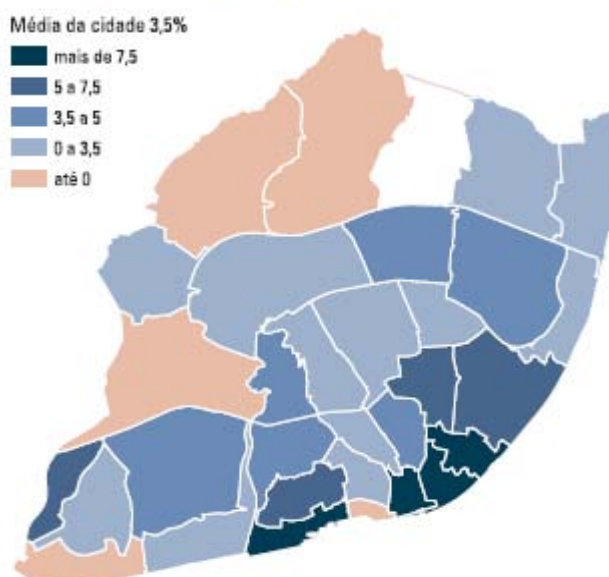 Média da cidade 3,5%
mais de 7,5
5 a 7,5
3,5 a 5
0 a 3,5
até 0